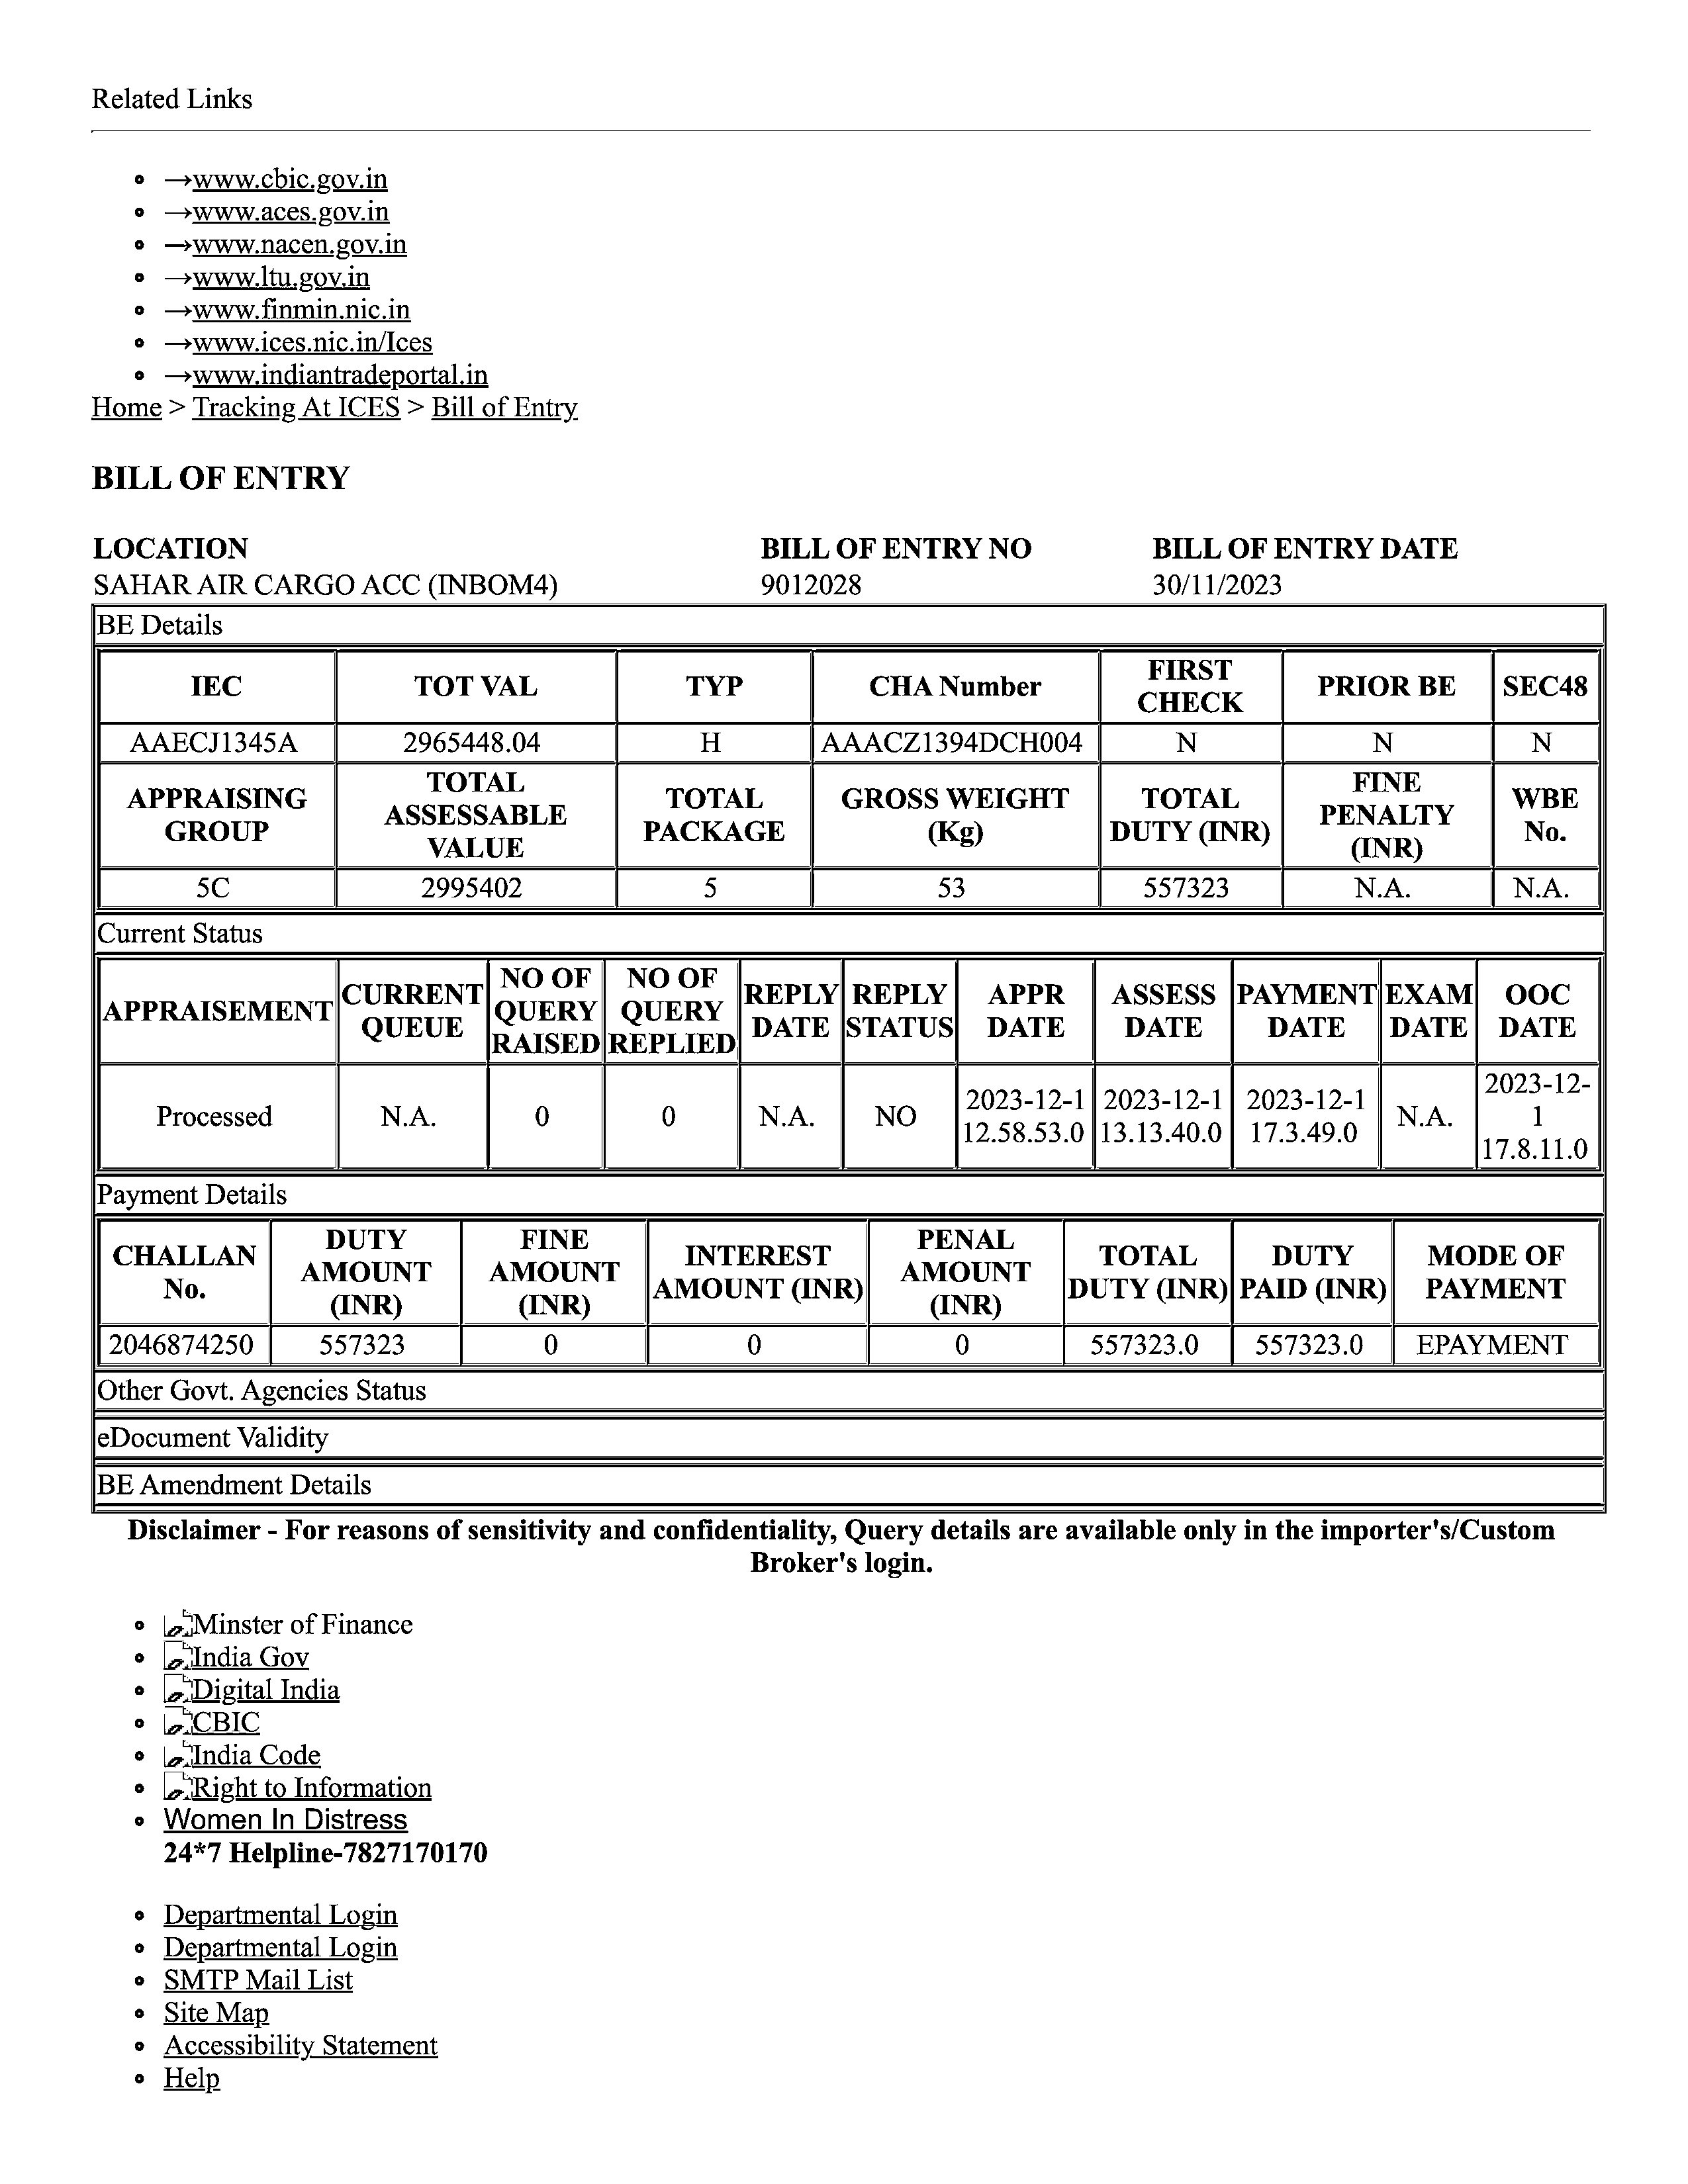 Related Links
→www.cbic.gov.in
→www.aces.gov.in
→www.nacen.gov.in
→www.ltu.gov.in
→www.finmin.nic.in
→www.ices.nic.in/Ices
→www.indiantradeportal.in
Home > Tracking At ICES > Bill of Entry
BILL OF ENTRY
LOCATION BILL OF ENTRY NO BILL OF ENTRY DATE
SAHAR AIR CARGO ACC (INBOM4) 9012028 30/11/2023
BE Details
IEC TOT VAL TYP CHA Number FIRST CHECK PRIOR BE SEC48
AAECJ1345A 2965448.04 H AAACZ1394DCH004 N N N
APPRAISING GROUP TOTAL ASSESSABLE VALUE TOTAL PACKAGE GROSS WEIGHT (Kg) TOTAL DUTY (INR) FINE PENALTY (INR) WBE No.
5C 2995402 5 53 557323 N.A. N.A.
Current Status
APPRAISEMENT CURRENT QUEUE NO OF QUERY RAISED NO OF QUERY REPLIED REPLY DATE REPLY STATUS APPR DATE ASSESS DATE PAYMENT DATE EXAM DATE OOC DATE
Processed N.A. 0 0 N.A. NO 2023-12-1 12.58.53.0 2023-12-1 13.13.40.0 2023-12-1 17.3.49.0 N.A. 2023-12-1 17.8.11.0
Payment Details
CHALLAN No. DUTY AMOUNT (INR) FINE AMOUNT (INR) INTEREST AMOUNT (INR) PENAL AMOUNT (INR) TOTAL DUTY (INR) DUTY PAID (INR) MODE OF PAYMENT
2046874250 557323 0 0 0 557323.0 557323.0 EPAYMENT
Other Govt. Agencies Status
eDocument Validity
BE Amendment Details
Disclaimer - For reasons of sensitivity and confidentiality, Query details are available only in the importer's/Custom
Broker's login.
Minster of Finance
India Gov
Digital India
CBIC
India Code
Right to Information
Women In Distress
24*7 Helpline-7827170170
Departmental Login
Departmental Login
SMTP Mail List
Site Map
Accessibility Statement
Help